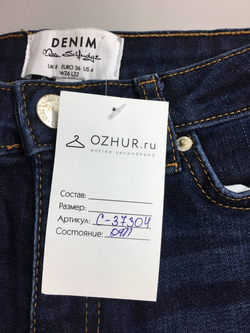 DENIM
Miss Selfridge
UK 8 EURO 36 US 4
W26 L32
OZHUR.ru
online secondhand
Состав:
Размер:
Артикул: С-37304
Состояние: